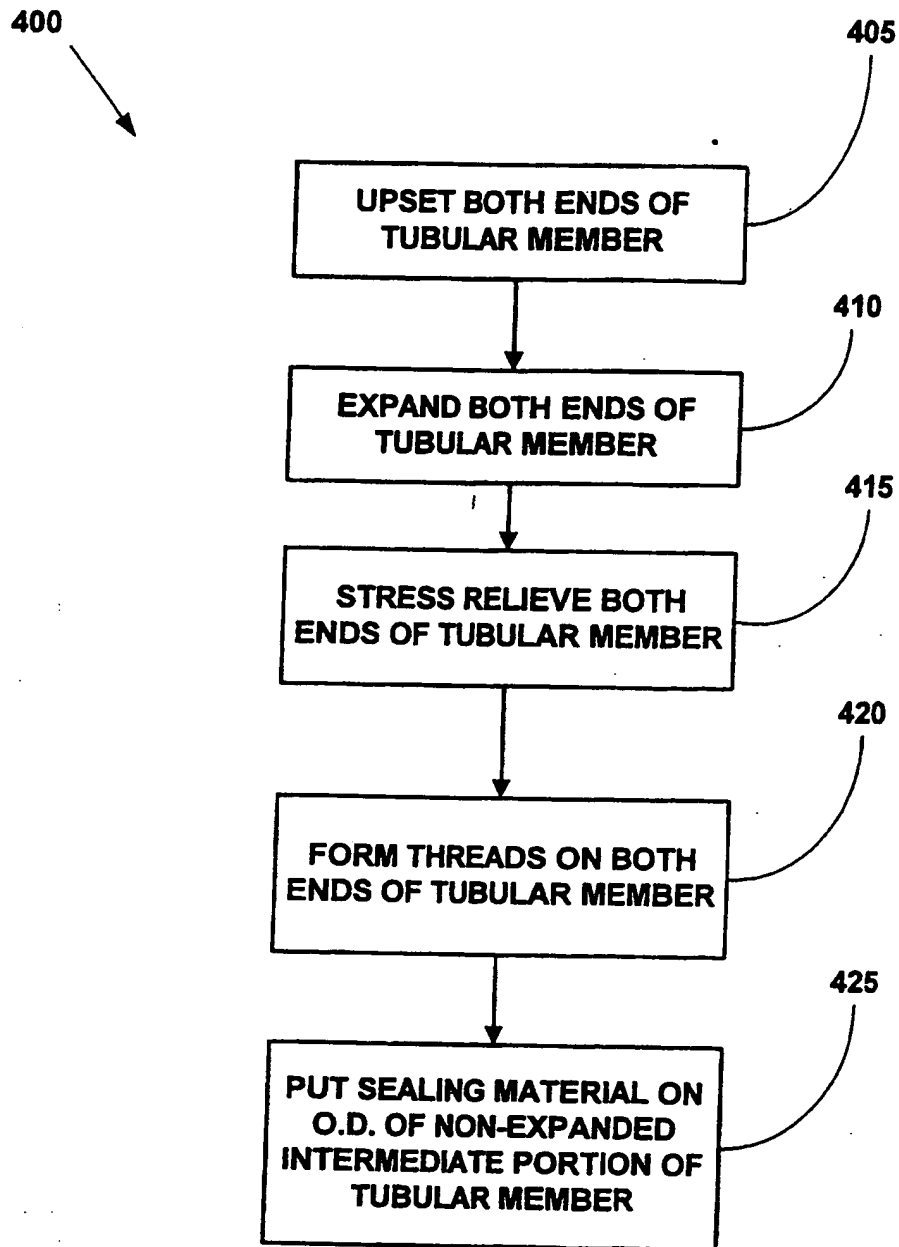 400
405
UPSET BOTH ENDS OF
TUBULAR MEMBER
410
EXPAND BOTH ENDS OF
TUBULAR MEMBER
415
STRESS RELIEVE BOTH
ENDS OF TUBULAR MEMBER
420
FORM THREADS ON BOTH
ENDS OF TUBULAR MEMBER
425
PUT SEALING MATERIAL ON
O.D. OF NON-EXPANDED
INTERMEDIATE PORTION OF
TUBULAR MEMBER